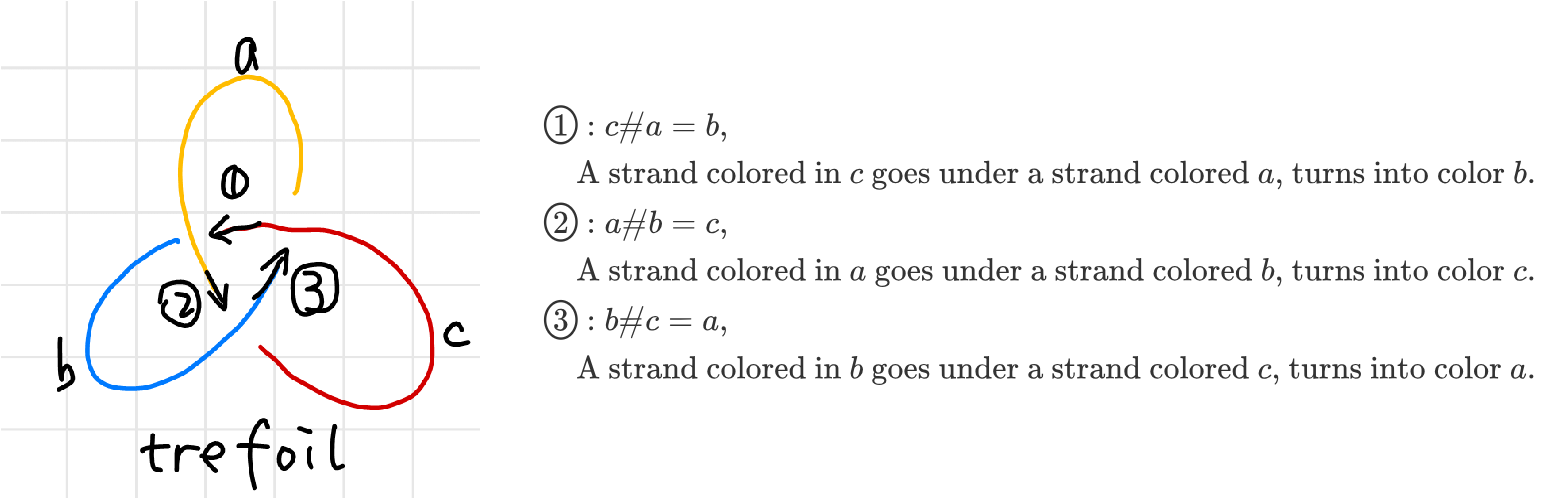 a
①
②
③
b
c
trefoil
① : c#a = b,
A strand colored in c goes under a strand colored a, turns into color b.
② : a#b = c,
A strand colored in a goes under a strand colored b, turns into color c.
③ : b#c = a,
A strand colored in b goes under a strand colored c, turns into color a.